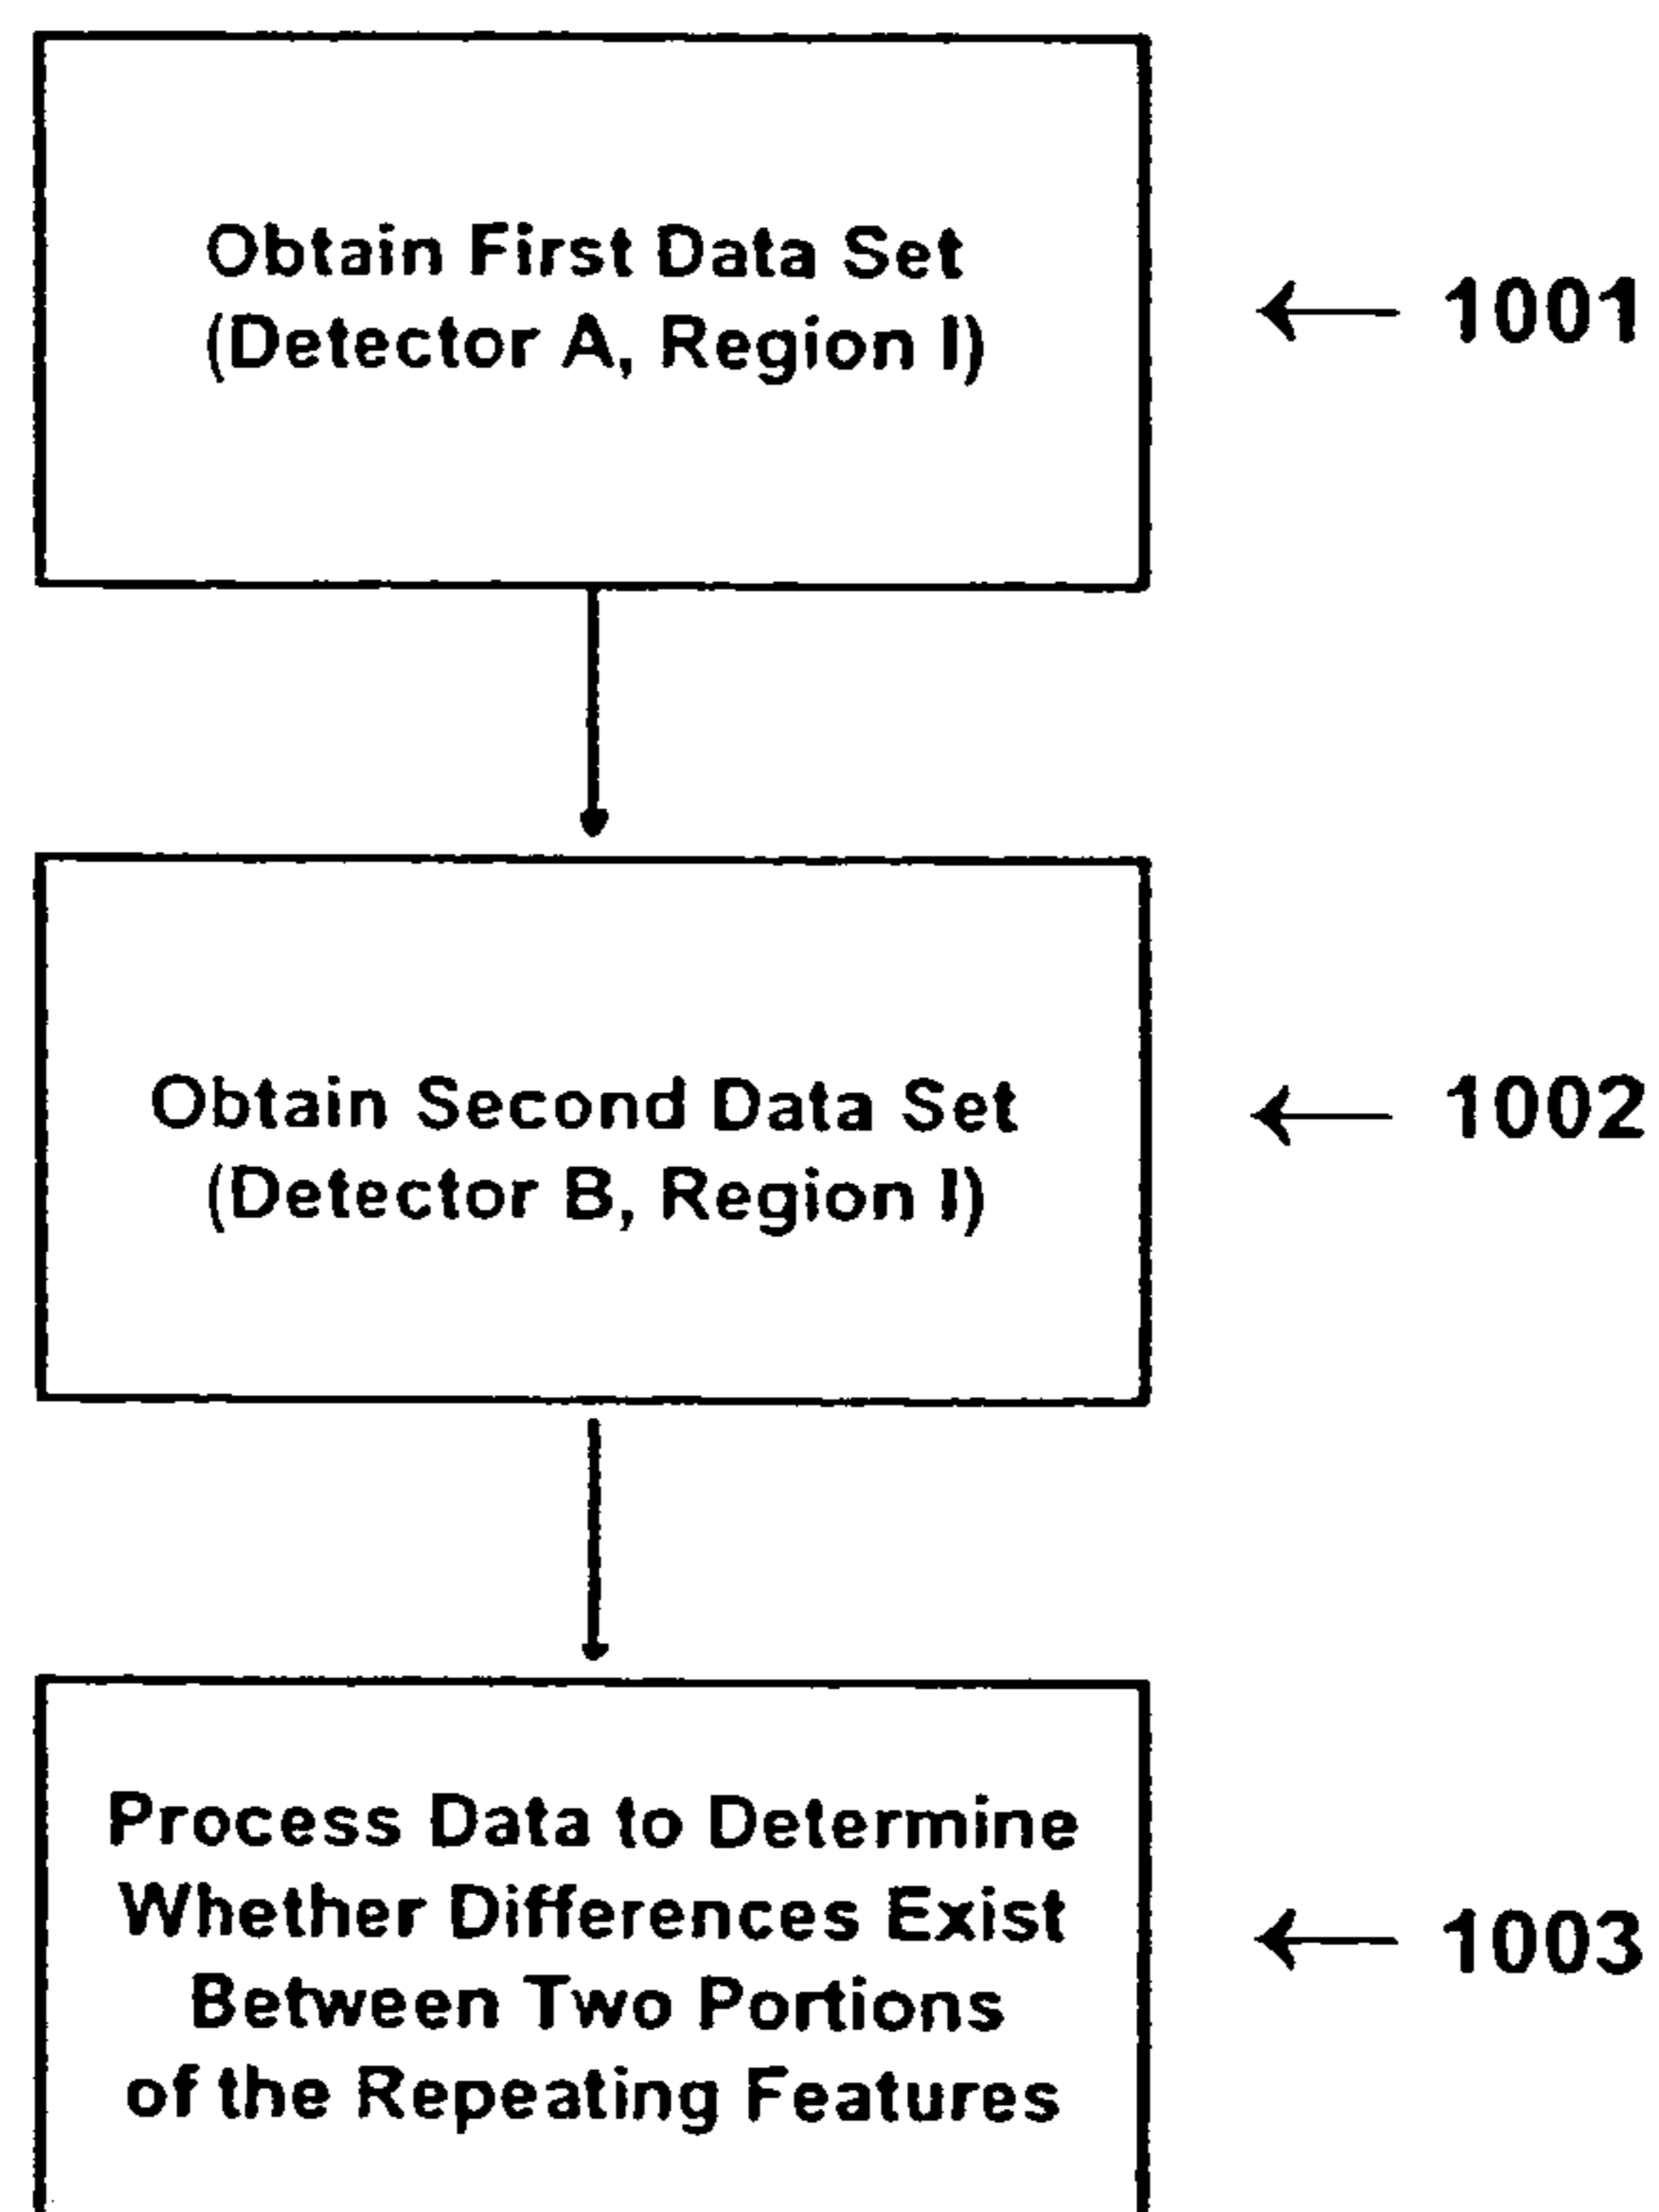 Obtain First Data Set
(Detector A, Region I)
1001
Obtain Second Data Set
(Detector B, Region I)
1002
Process Data to Determine
Whether Differences Exist
Between Two Portions
of the Repeating Features
1003